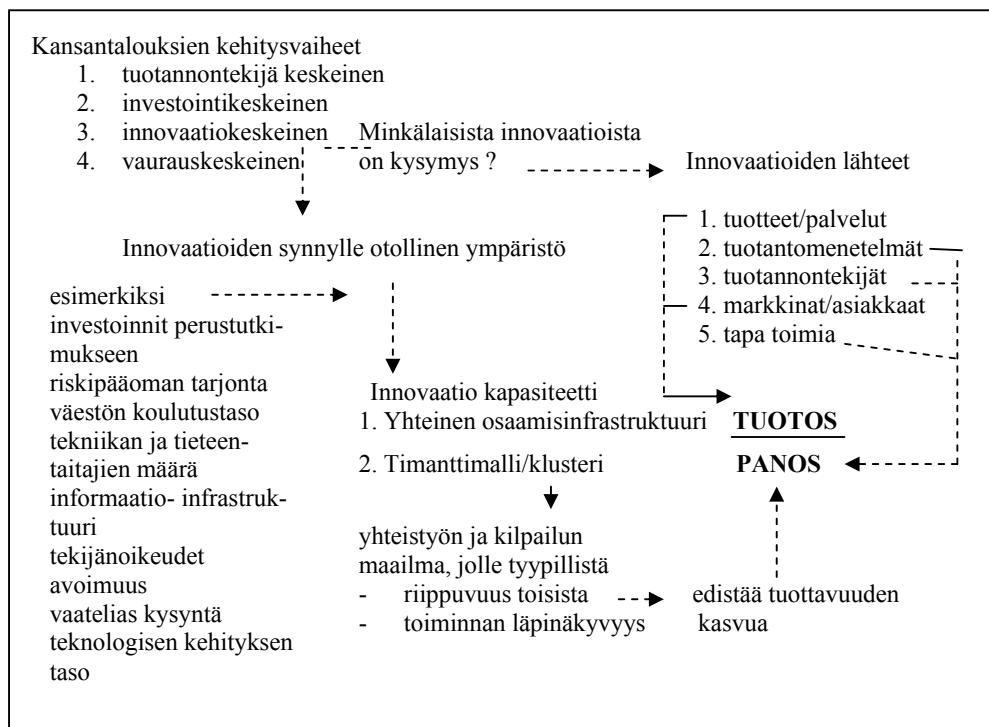 Kansantalouksien kehitysvaiheet
1. tuotannontekijä keskeinen
2. investointikeskeinen
3. innovaatiokeskeinen
4. vaurauskeskeinen
Minkälaisista innovaatioista
on kysymys ?
Innovaatioiden lähteet
1. tuotteet/palvelut
2. tuotantomenetelmät
3. tuotannontekijät
4. markkinat/asiakkaat
5. tapa toimia
Innovaatioiden synnylle otollinen ympäristö
esimerkiksi
investoinnit perustutki-
mukseen
riskipääoman tarjonta
väestön koulutustaso
tekniikan ja tieteen-
taitajien määrä
informaatio- infrastruk-
tuuri
tekijänoikeudet
avoimuus
vaatelias kysyntä
teknologisen kehityksen
taso
Innovaatio kapasiteetti
1. Yhteinen osaamisinfrastruktuuri
2. Timanttimalli/klusteri
TUOTOS
PANOS
yhteistyön ja kilpailun
maailma, jolle tyypillistä
- riippuvuus toisista
- toiminnan läpinäkyvyys
edistää tuottavuuden
kasvua